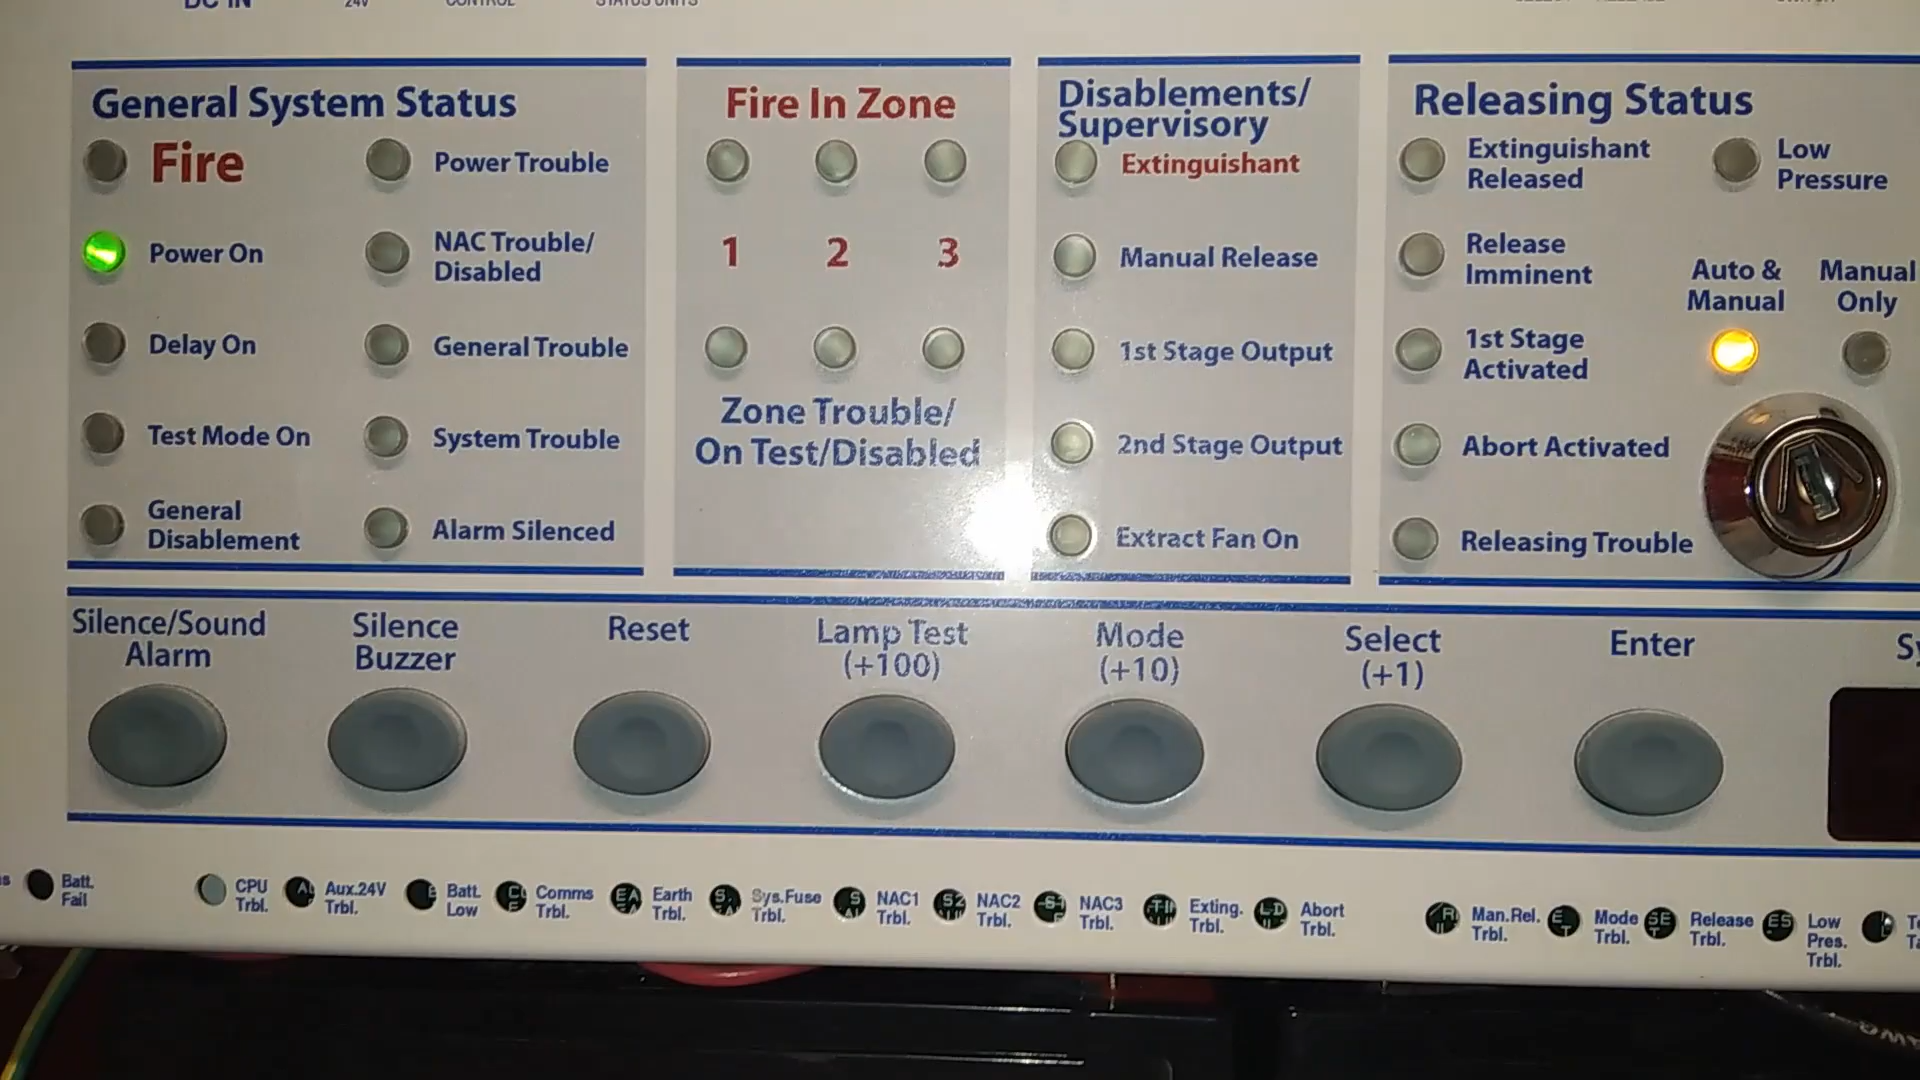 DC IN
24V
CONTROL
STATUS UNITS
General System Status
Fire
Power On
Delay On
Test Mode On
General
Disablement
Power Trouble
NAC Trouble/
Disabled
General Trouble
System Trouble
Alarm Silenced
Fire In Zone
1 2 3
Zone Trouble/
On Test/Disabled
Disablements/
Supervisory
Extinguishant
Manual Release
1st Stage Output
2nd Stage Output
Extract Fan On
Releasing Status
Extinguishant
Released
Release
Imminent
1st Stage
Activated
Abort Activated
Releasing Trouble
Low
Pressure
Auto &
Manual
Manual
Only
Silence/Sound
Alarm
Silence
Buzzer
Reset
Lamp Test
(+100)
Mode
(+10)
Select
(+1)
Enter
Batt.
Fail
CPU
Trbl.
Aux.24V
Trbl.
Batt.
Low
Comms
Trbl.
Earth
Trbl.
Sys.Fuse
Trbl.
NAC1
Trbl.
NAC2
Trbl.
NAC3
Trbl.
Exting.
Trbl.
Abort
Trbl.
Man.Rel.
Trbl.
Mode
Trbl.
Release
Trbl.
Low
Pres.
Trbl.